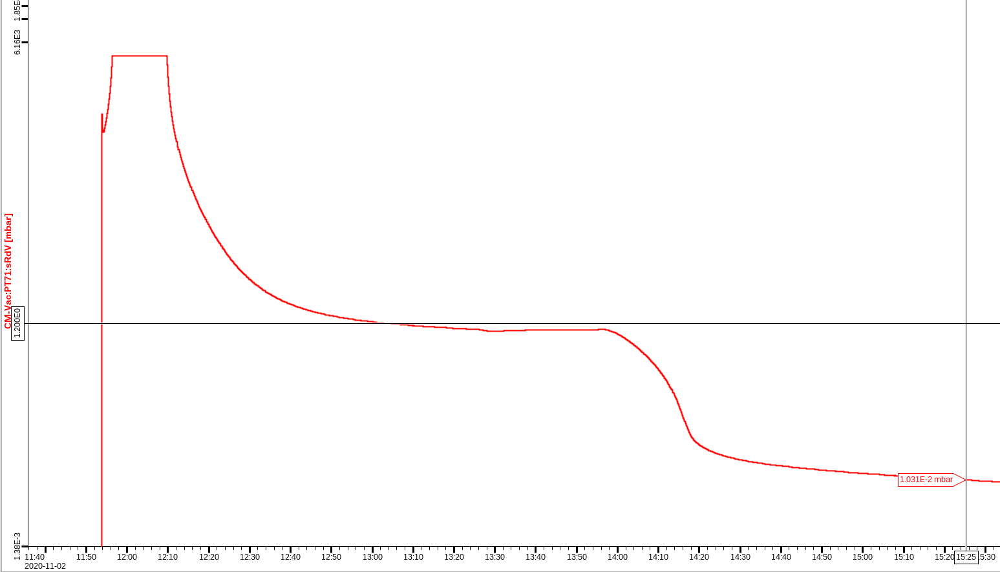 1.85E
6.16E3
CM-Vac:PT71:sRdV [mbar]
1.200E0
1.031E-2 mbar
1.38E-3
11:40 11:50 12:00 12:10 12:20 12:30 12:40 12:50 13:00 13:10 13:20 13:30 13:40 13:50 14:00 14:10 14:20 14:30 14:40 14:50 15:00 15:10 15:20 15:25 5:30
2020-11-02